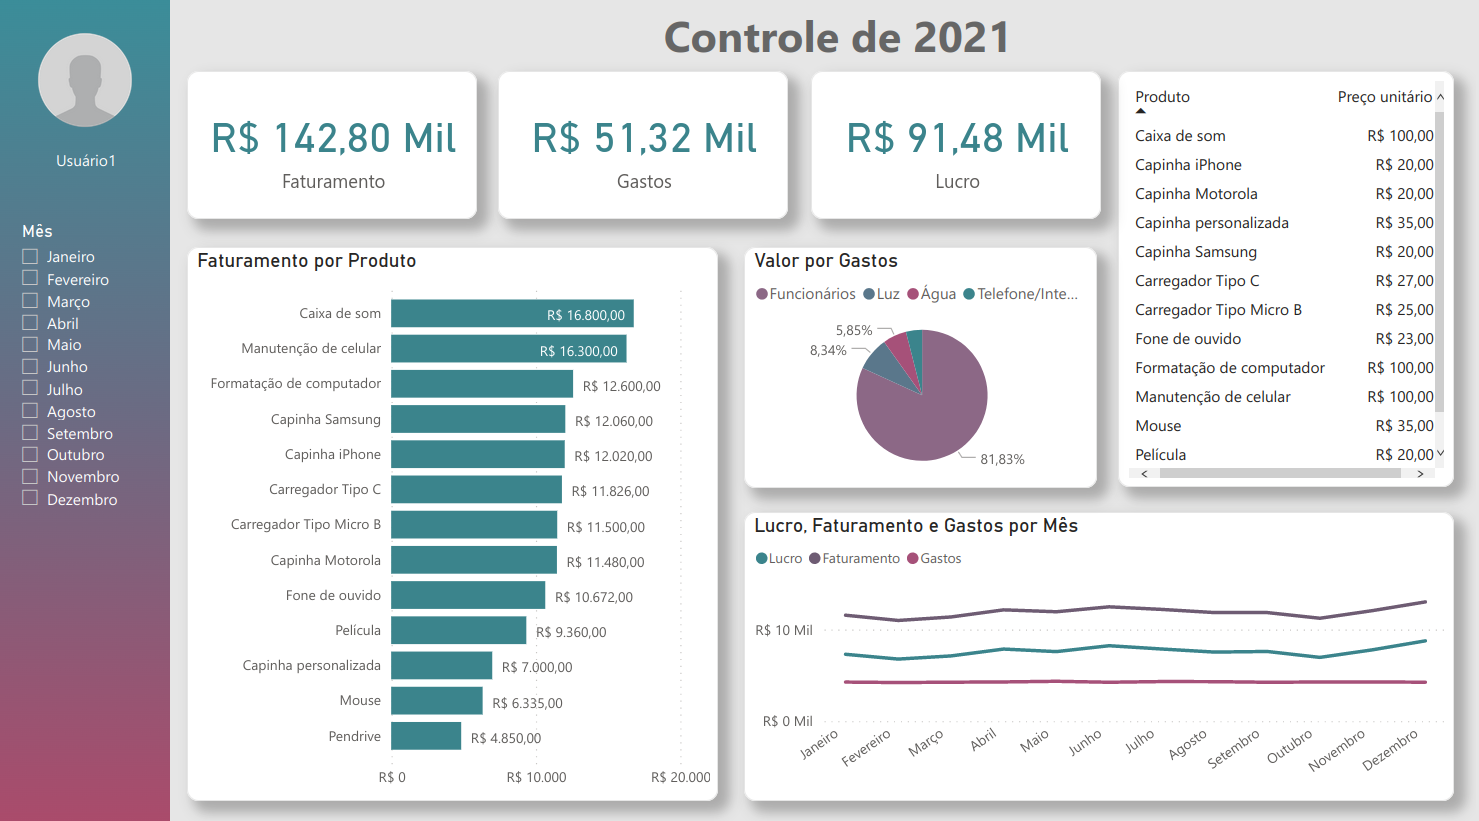 Controle de 2021
Usuário1
Mês
Janeiro
Fevereiro
Março
Abril
Maio
Junho
Julho
Agosto
Setembro
Outubro
Novembro
Dezembro
R$ 142,80 Mil
Faturamento
R$ 51,32 Mil
Gastos
R$ 91,48 Mil
Lucro
Produto Preço unitário
Caixa de som R$ 100,00
Capinha iPhone R$ 20,00
Capinha Motorola R$ 20,00
Capinha personalizada R$ 35,00
Capinha Samsung R$ 20,00
Carregador Tipo C R$ 27,00
Carregador Tipo Micro B R$ 25,00
Fone de ouvido R$ 23,00
Formatação de computador R$ 100,00
Manutenção de celular R$ 100,00
Mouse R$ 35,00
Película R$ 20,00
Faturamento por Produto
Caixa de som R$ 16.800,00
Manutenção de celular R$ 16.300,00
Formatação de computador R$ 12.600,00
Capinha Samsung R$ 12.060,00
Capinha iPhone R$ 12.020,00
Carregador Tipo C R$ 11.826,00
Carregador Tipo Micro B R$ 11.500,00
Capinha Motorola R$ 11.480,00
Fone de ouvido R$ 10.672,00
Película R$ 9.360,00
Capinha personalizada R$ 7.000,00
Mouse R$ 6.335,00
Pendrive R$ 4.850,00
R$ 0 R$ 10.000 R$ 20.000
Valor por Gastos
Funcionários Luz Água Telefone/Inte...
5,85%
8,34%
81,83%
Lucro, Faturamento e Gastos por Mês
Lucro Faturamento Gastos
R$ 10 Mil
R$ 0 Mil
Janeiro Fevereiro Março Abril Maio Junho Julho Agosto Setembro Outubro Novembro Dezembro